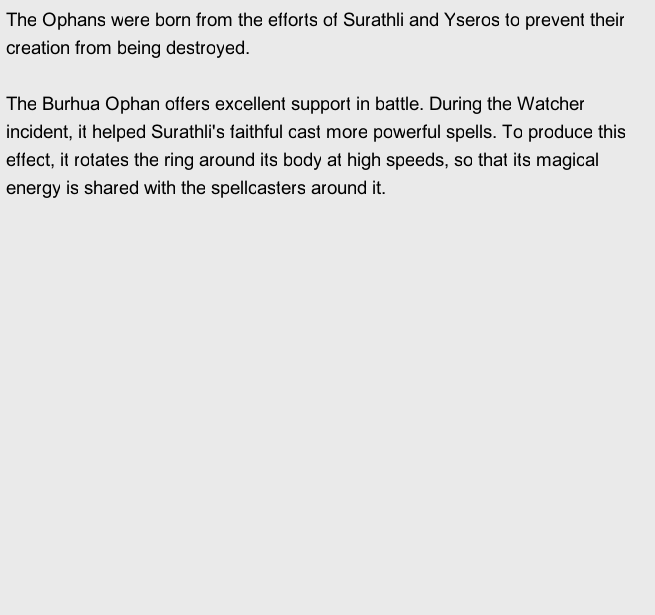 The Ophans were born from the efforts of Surathli and Yseros to prevent their
creation from being destroyed.

The Burhua Ophan offers excellent support in battle. During the Watcher
incident, it helped Surathli's faithful cast more powerful spells. To produce this
effect, it rotates the ring around its body at high speeds, so that its magical
energy is shared with the spellcasters around it.